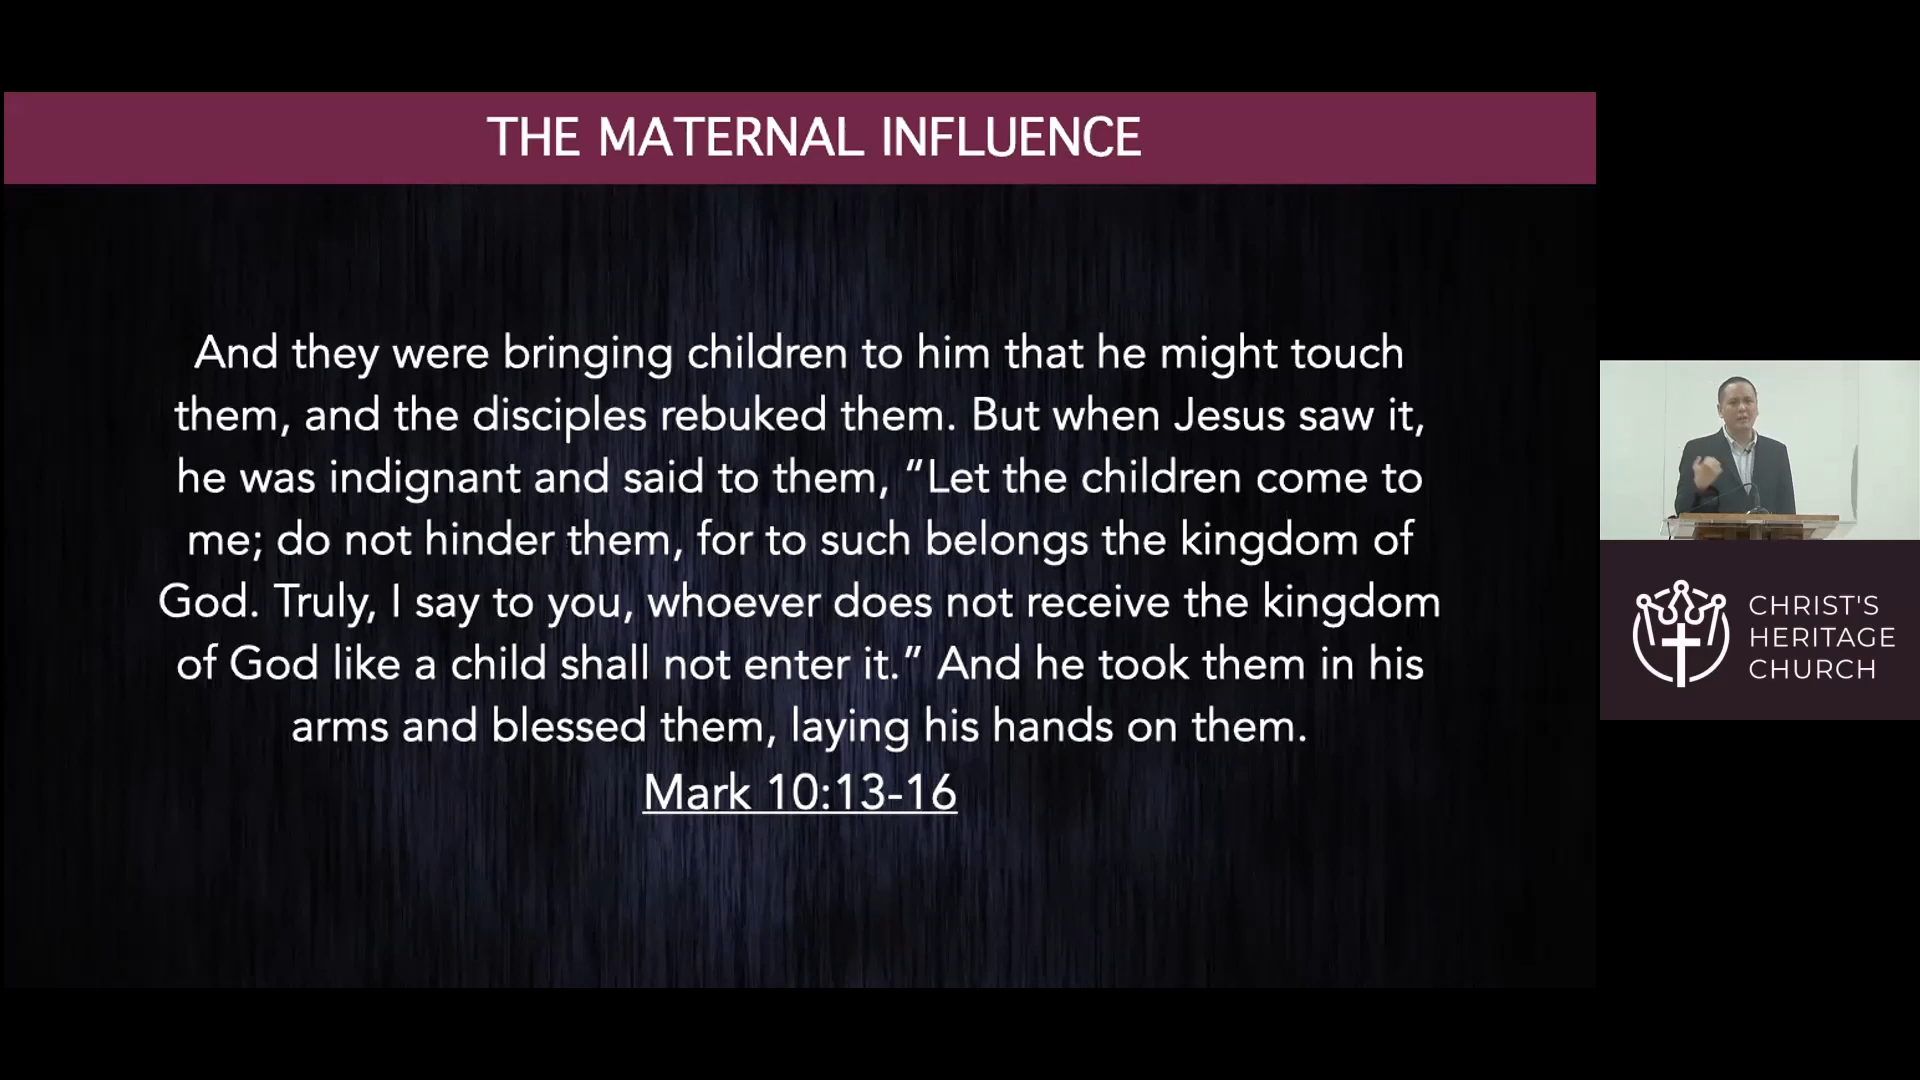 THE MATERNAL INFLUENCE
And they were bringing children to him that he might touch
them, and the disciples rebuked them. But when Jesus saw it,
he was indignant and said to them, “Let the children come to
me; do not hinder them, for to such belongs the kingdom of
God. Truly, I say to you, whoever does not receive the kingdom
of God like a child shall not enter it.” And he took them in his
arms and blessed them, laying his hands on them.
Mark 10:13-16
CHRIST'S
HERITAGE
CHURCH